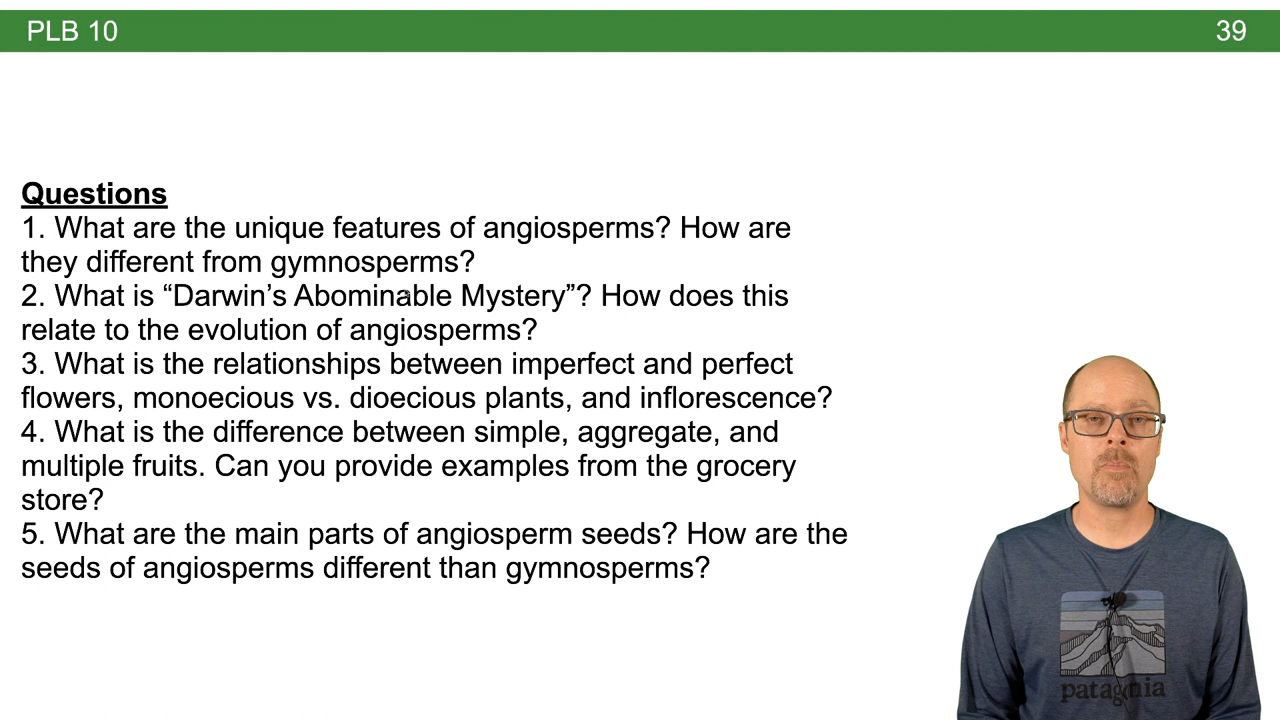 PLB 10
39
Questions
1. What are the unique features of angiosperms? How are
they different from gymnosperms?
2. What is “Darwin’s Abominable Mystery”? How does this
relate to the evolution of angiosperms?
3. What is the relationships between imperfect and perfect
flowers, monoecious vs. dioecious plants, and inflorescence?
4. What is the difference between simple, aggregate, and
multiple fruits. Can you provide examples from the grocery
store?
5. What are the main parts of angiosperm seeds? How are the
seeds of angiosperms different than gymnosperms?
patagonia